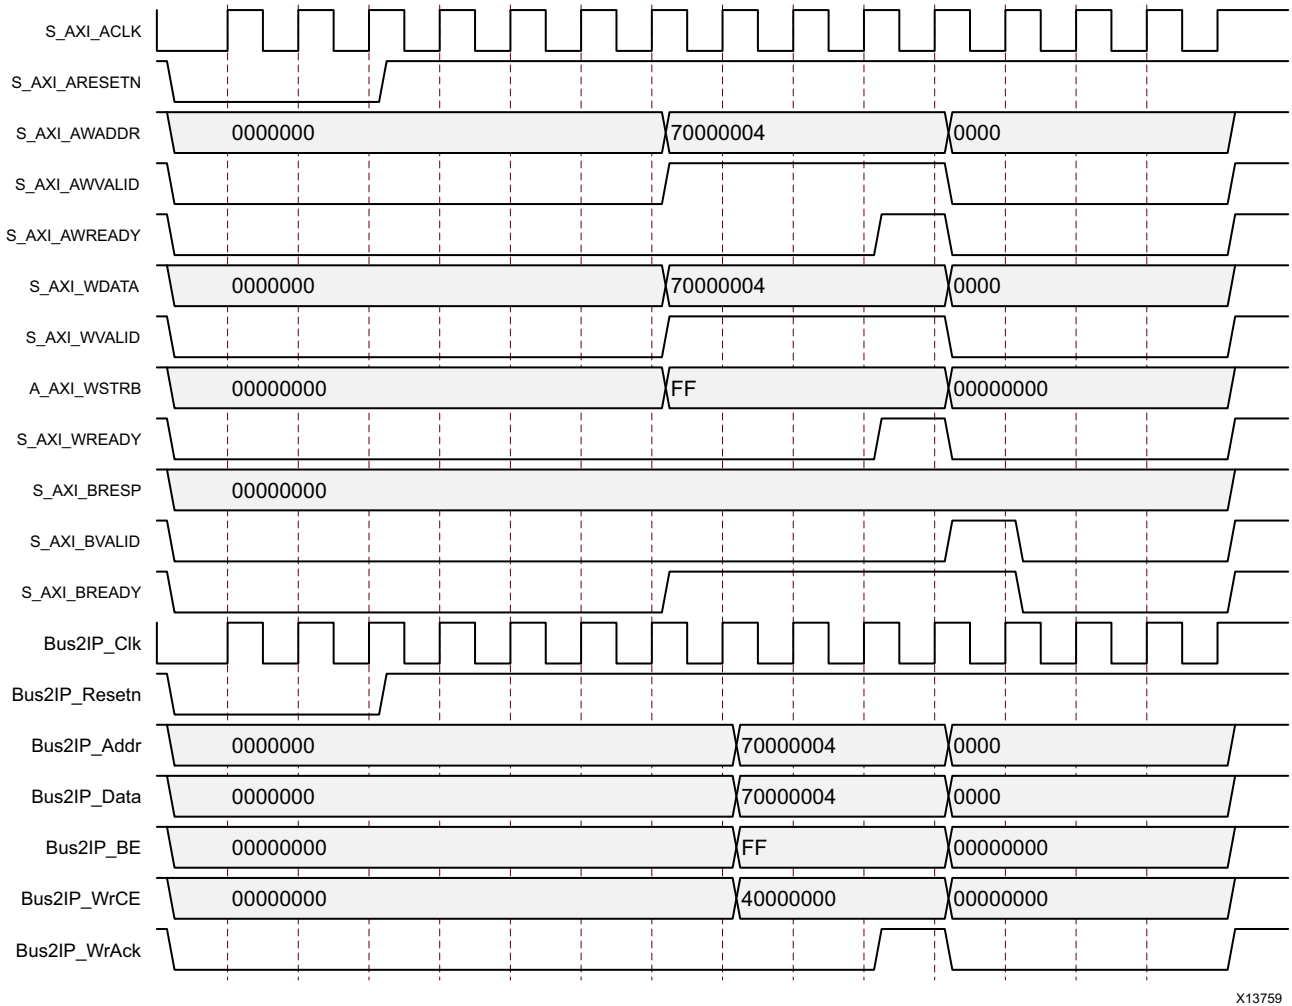 S_AXI_ACLK
S_AXI_ARESETN
S_AXI_AWADDR 0000000 70000004 0000
S_AXI_AWVALID
S_AXI_AWREADY
S_AXI_WDATA 0000000 70000004 0000
S_AXI_WVALID
A_AXI_WSTRB 00000000 FF 00000000
S_AXI_WREADY
S_AXI_BRESP 00000000
S_AXI_BVALID
S_AXI_BREADY
Bus2IP_Clk
Bus2IP_Resetn
Bus2IP_Addr 0000000 70000004 0000
Bus2IP_Data 0000000 70000004 0000
Bus2IP_BE 00000000 FF 00000000
Bus2IP_WrCE 00000000 40000000 00000000
Bus2IP_WrAck
X13759